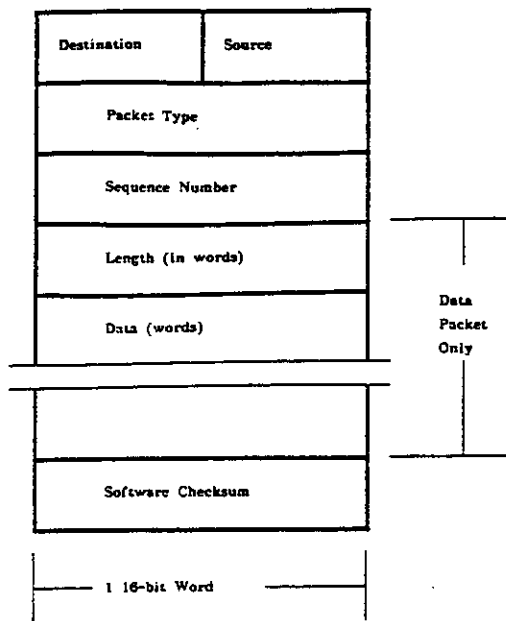 Destination Source
Packet Type
Sequence Number
Length (in words)
Data (words)
Data
Packet
Only
Software Checksum
1 16-bit Word